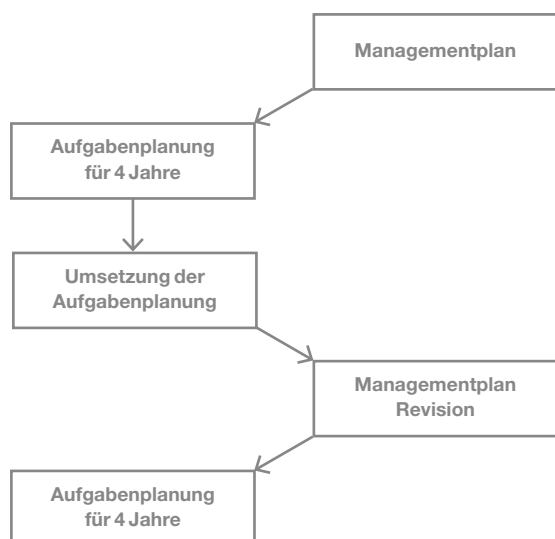 Managementplan
Aufgabenplanung
für 4 Jahre
Umsetzung der
Aufgabenplanung
Managementplan
Revision
Aufgabenplanung
für 4 Jahre